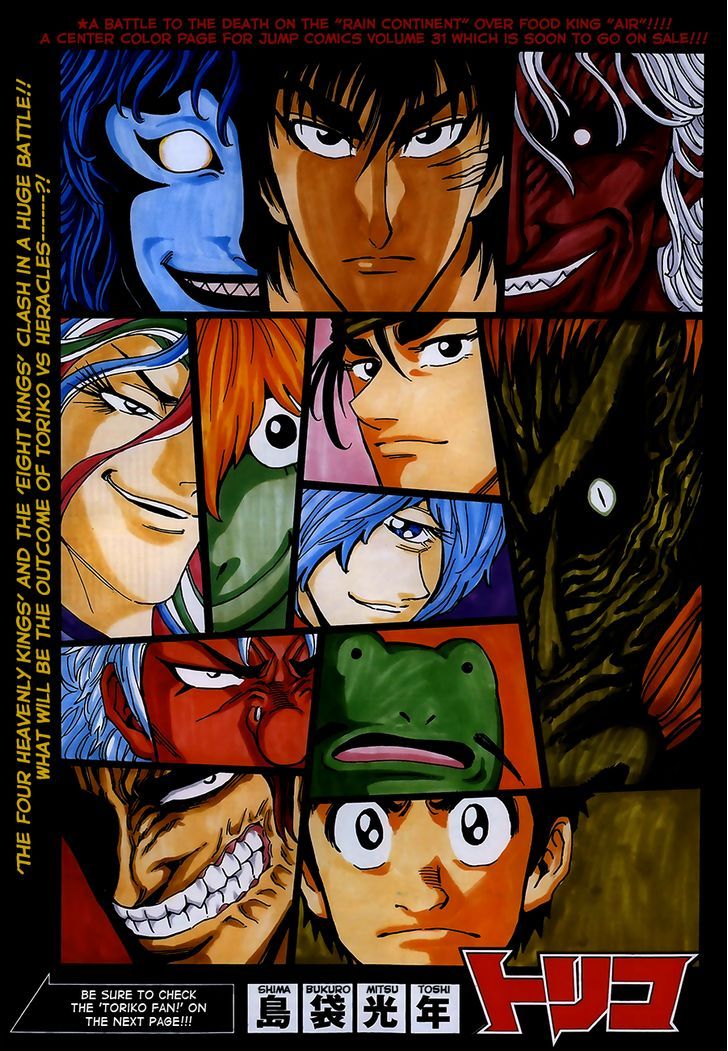 ★A BATTLE TO THE DEATH ON THE "RAIN CONTINENT" OVER FOOD KING "AIR"!!!!
A CENTER COLOR PAGE FOR JUMP COMICS VOLUME 31 WHICH IS SOON TO GO ON SALE!!!
'THE FOUR HEAVENLY KINGS' AND THE 'EIGHT KINGS' CLASH IN A HUGE BATTLE!!
WHAT WILL BE THE OUTCOME OF TORIKO VS HERACLES------?!
BE SURE TO CHECK
THE 'TORIKO FAN!' ON
THE NEXT PAGE!!!
SHIMA BUKURO MITSU TOSHI
島袋光年
トリコ